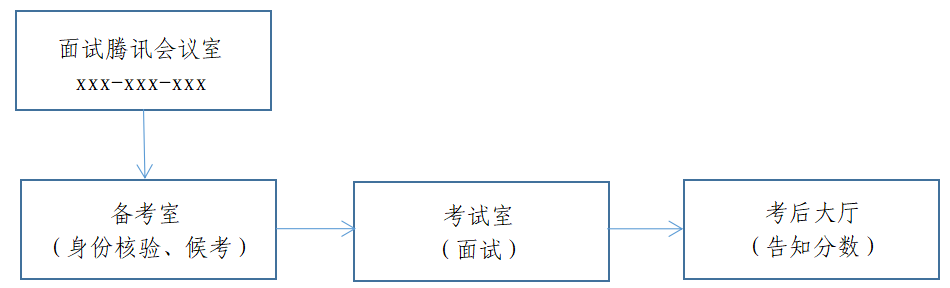 面试腾讯会议室
xxx-xxx-xxx
备考室
（身份核验、候考）
考试室
（面试）
考后大厅
（告知分数）